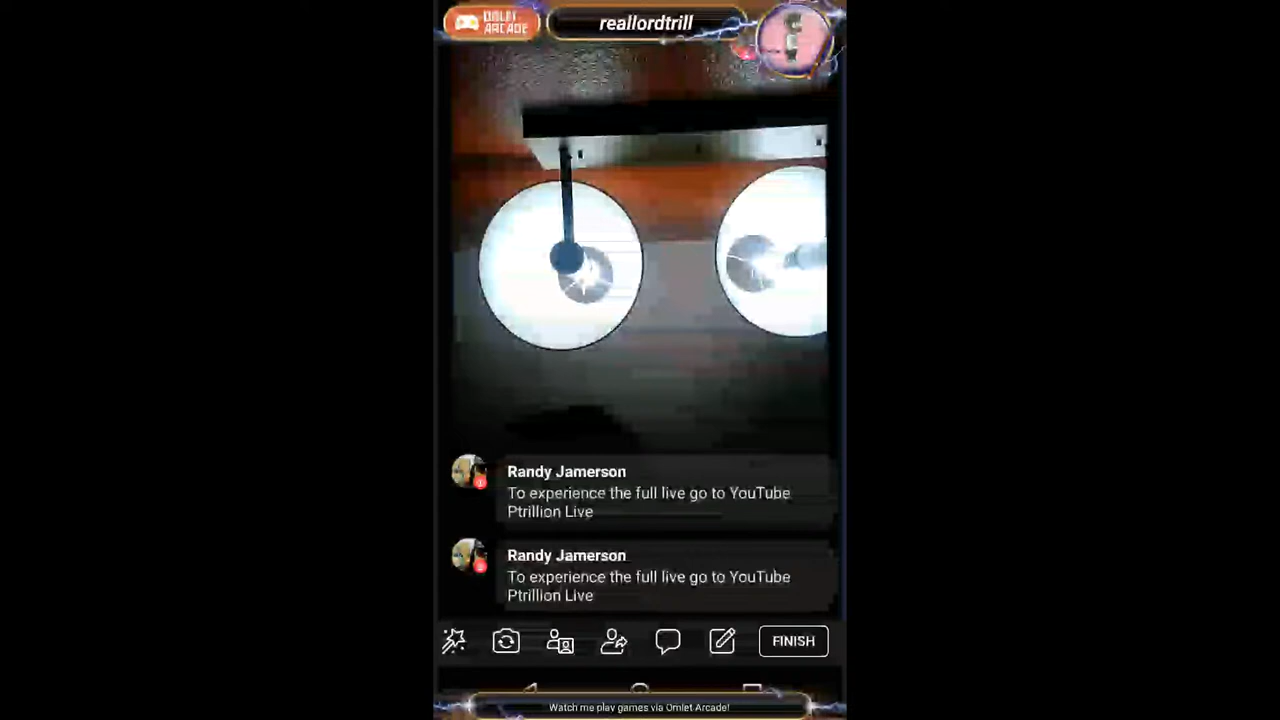 OMLET
ARCADE
reallordtrill
Randy Jamerson
To experience the full live go to YouTube
Ptrillion Live
Randy Jamerson
To experience the full live go to YouTube
Ptrillion Live
FINISH
Watch me play games via Omlet Arcade!